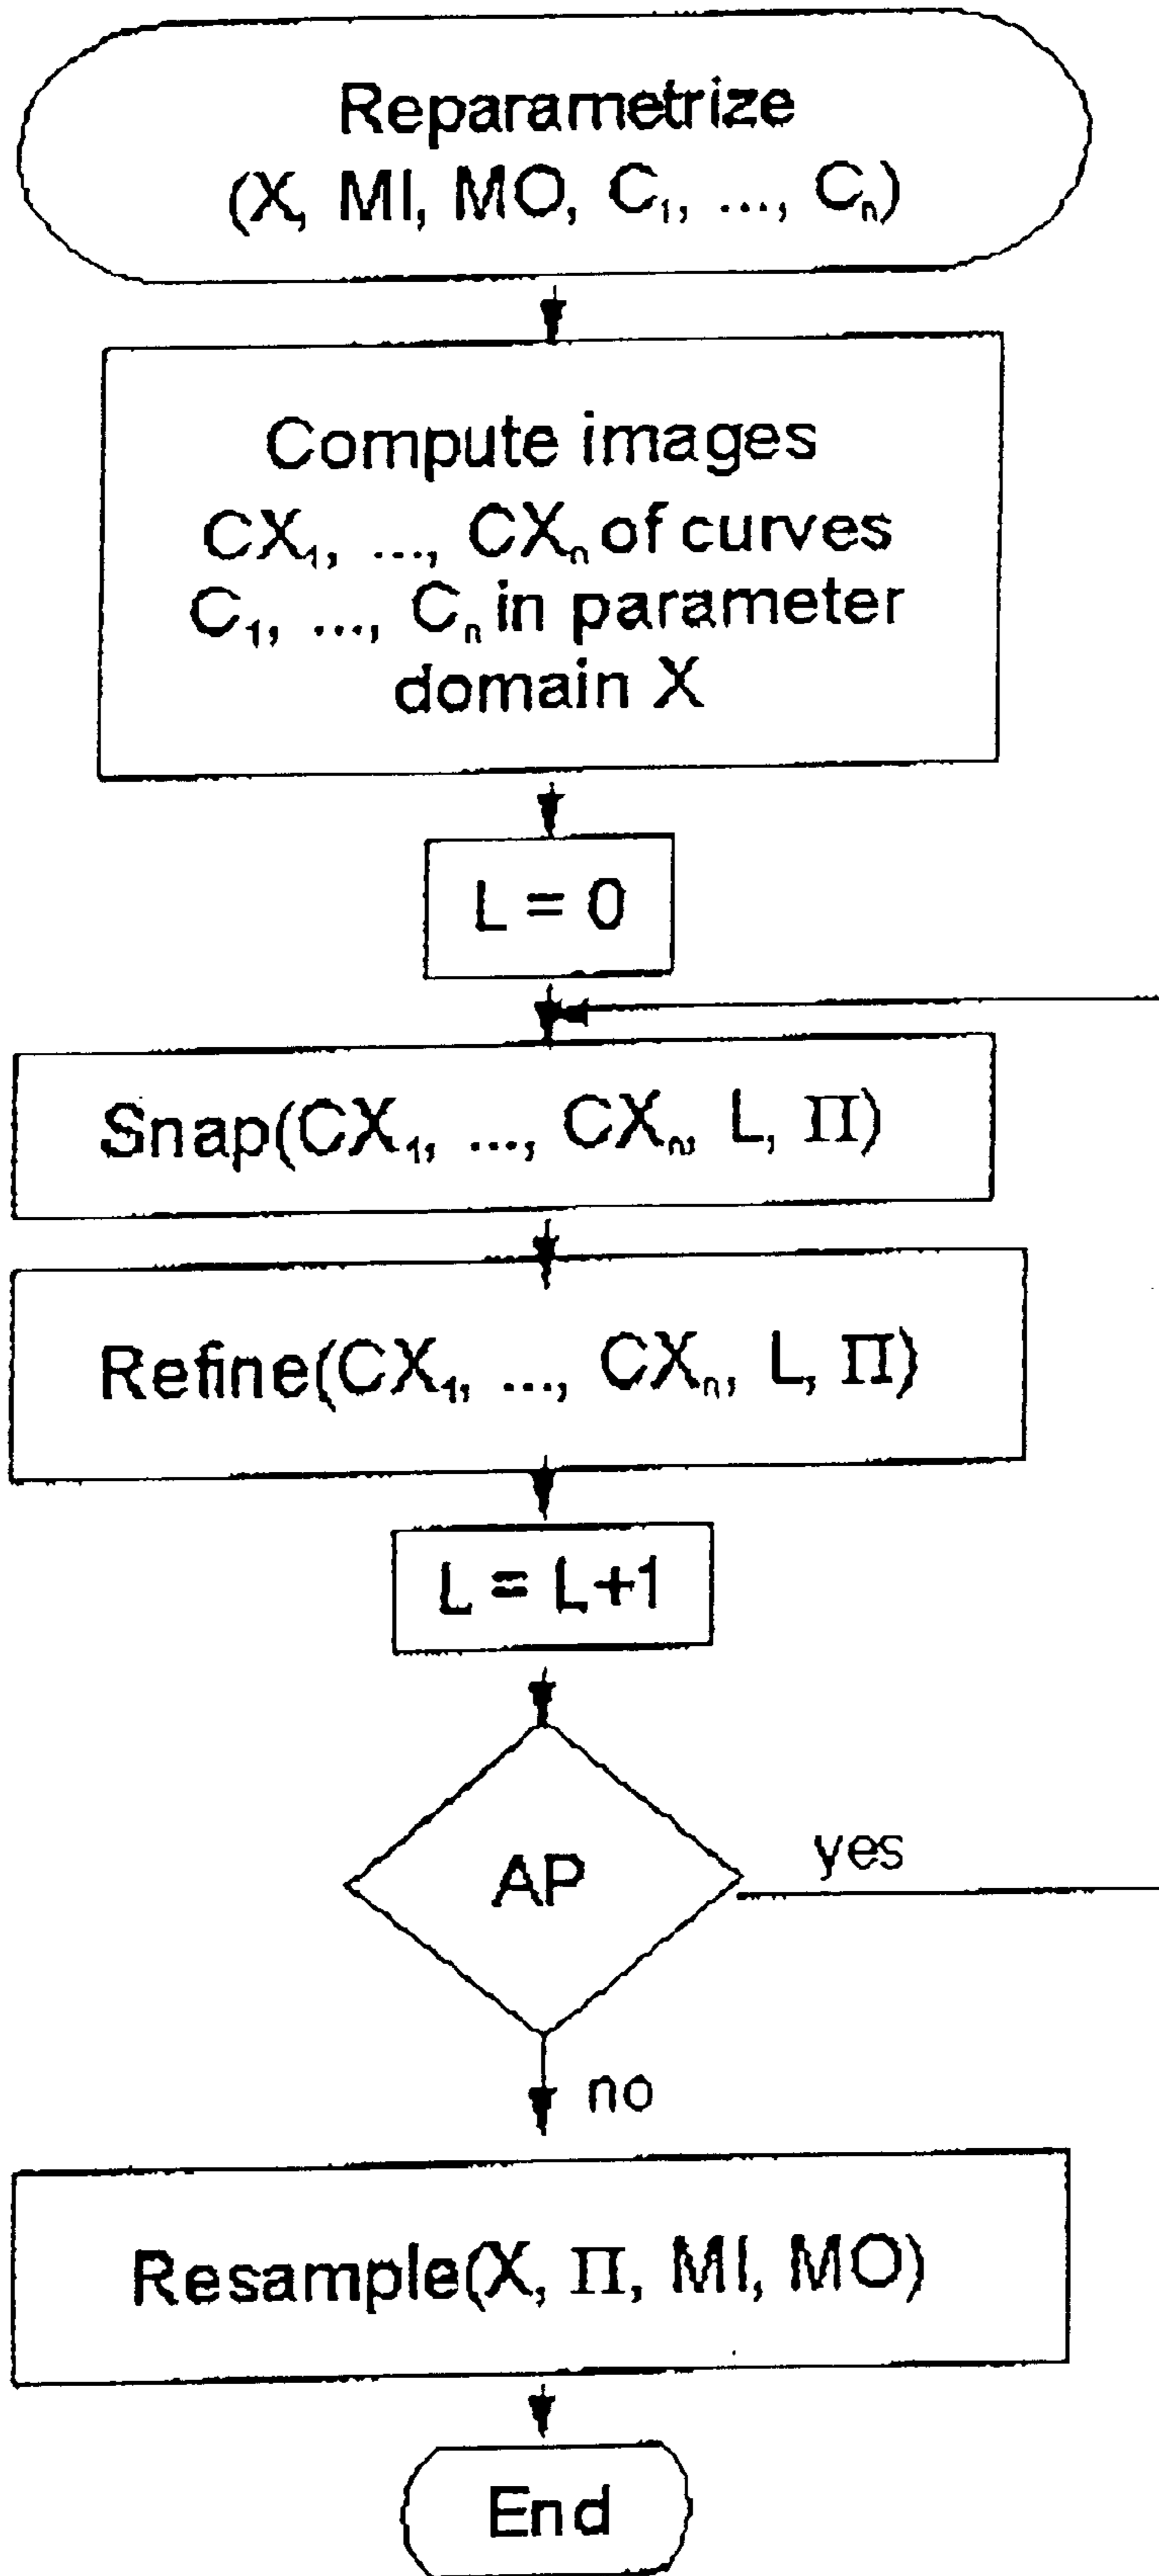 Reparametrize
(X, MI, MO, C₁, ..., Cₙ)
Compute images
CX₁, ..., CXₙ of curves
C₁, ..., Cₙ in parameter
domain X
L = 0
Snap(CX₁, ..., CXₙ, L, Π)
Refine(CX₁, ..., CXₙ, L, Π)
L = L+1
AP
yes
no
Resample(X, Π, MI, MO)
End